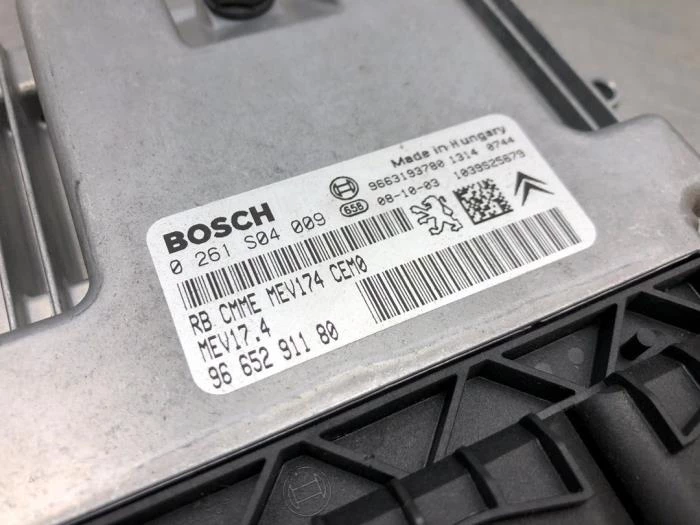 Made in Hungary
9663193780 1314 0744
658 08-10-03 1039S25879
BOSCH
0 261 S04 009
RB CMME MEV174 CEM0
MEV17.4
96 652 911 80